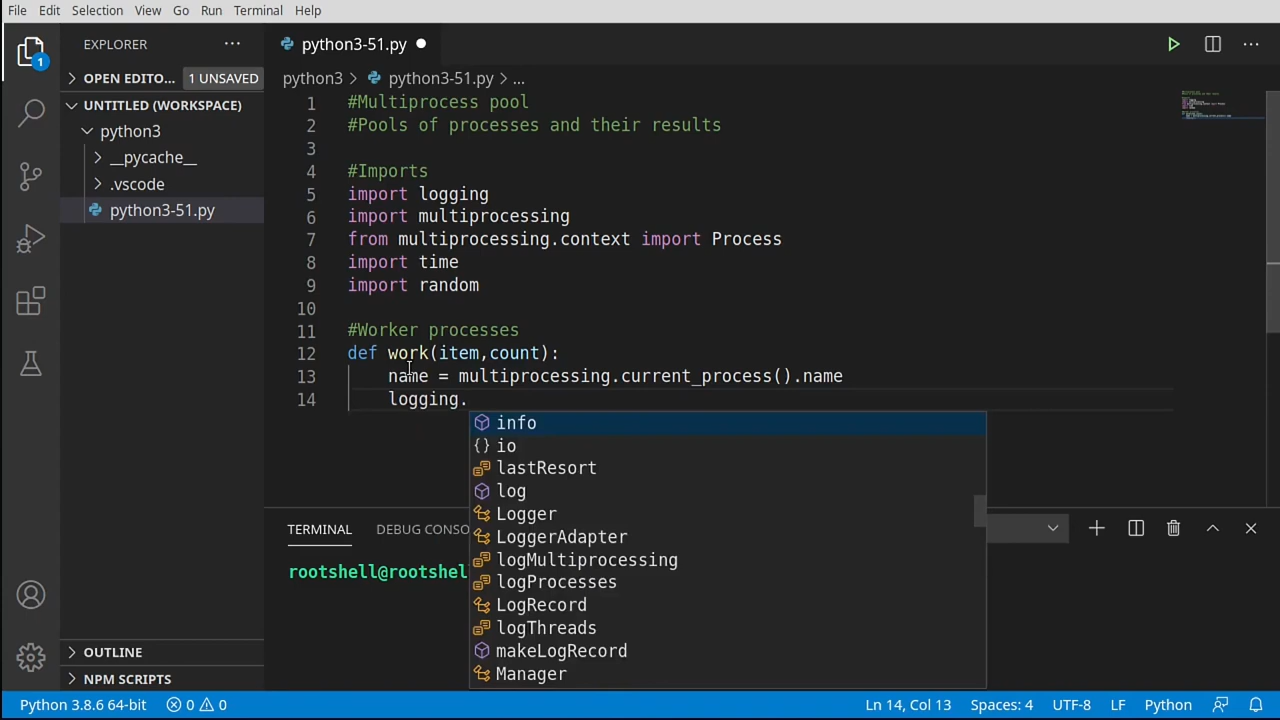 File Edit Selection View Go Run Terminal Help
EXPLORER
python3-51.py
OPEN EDITO... 1 UNSAVED
python3 > python3-51.py > ...
UNTITLED (WORKSPACE)
python3
__pycache__
.vscode
python3-51.py
1
1 #Multiprocess pool
2 #Pools of processes and their results
3
4 #Imports
5 import logging
6 import multiprocessing
7 from multiprocessing.context import Process
8 import time
9 import random
10
11 #Worker processes
12 def work(item,count):
13 name = multiprocessing.current_process().name
14 logging.
info
io
lastResort
log
Logger
LoggerAdapter
logMultiprocessing
logProcesses
LogRecord
logThreads
makeLogRecord
Manager
TERMINAL DEBUG CONSO
rootshell@rootshel
OUTLINE
NPM SCRIPTS
Python 3.8.6 64-bit 0 0 Ln 14, Col 13 Spaces: 4 UTF-8 LF Python